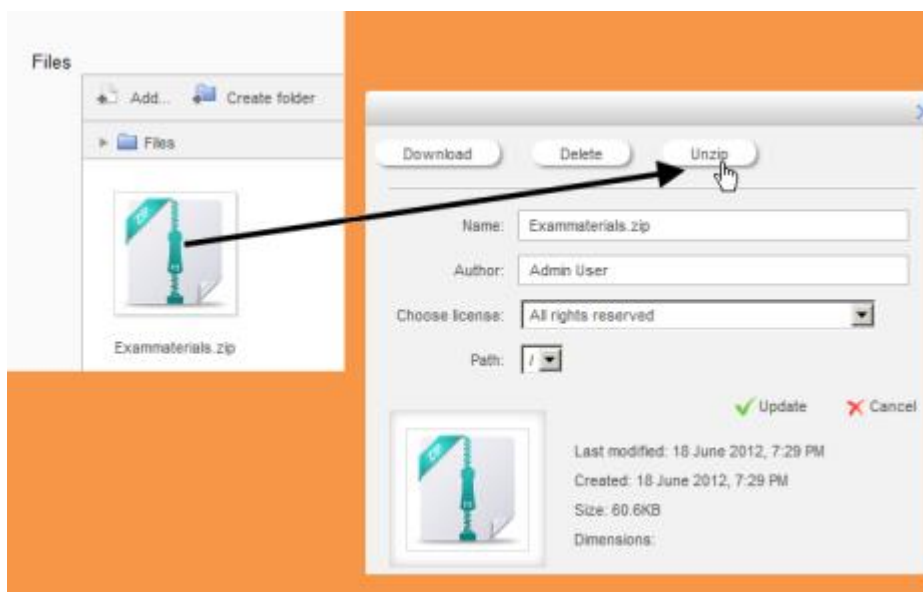 Files
Add... Create folder
Files
ZIP
Exammaterials.zip
Download Delete Unzip
Name: Exammaterials.zip
Author: Admin User
Choose license: All rights reserved
Path: /
Update Cancel
ZIP
Last modified: 18 June 2012, 7:29 PM
Created: 18 June 2012, 7:29 PM
Size: 60.6KB
Dimensions: